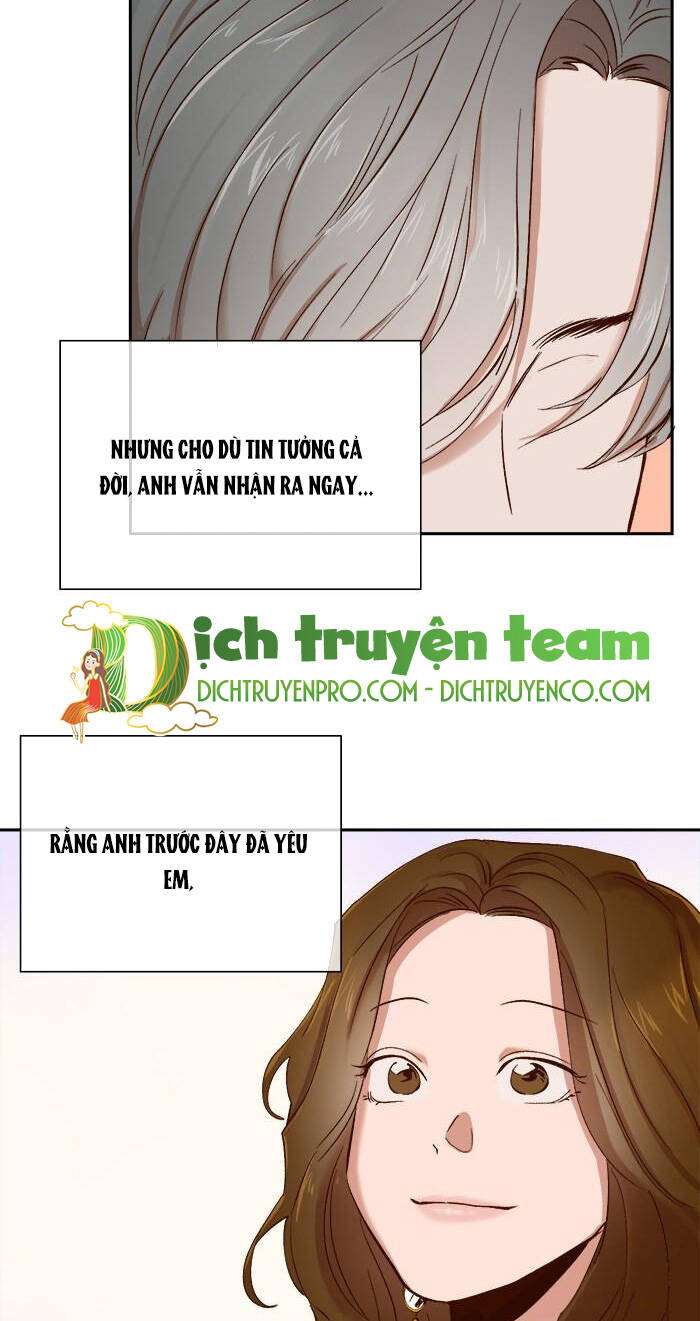 NHƯNG CHO DÙ TIN TƯỞNG CẢ
ĐỜI, ANH VẪN NHẬN RA NGAY...
Dịch truyện team
DICHTRUYENPRO.COM - DICHTRUYENCO.COM
RẰNG ANH TRƯỚC ĐÂY ĐÃ YÊU
EM,